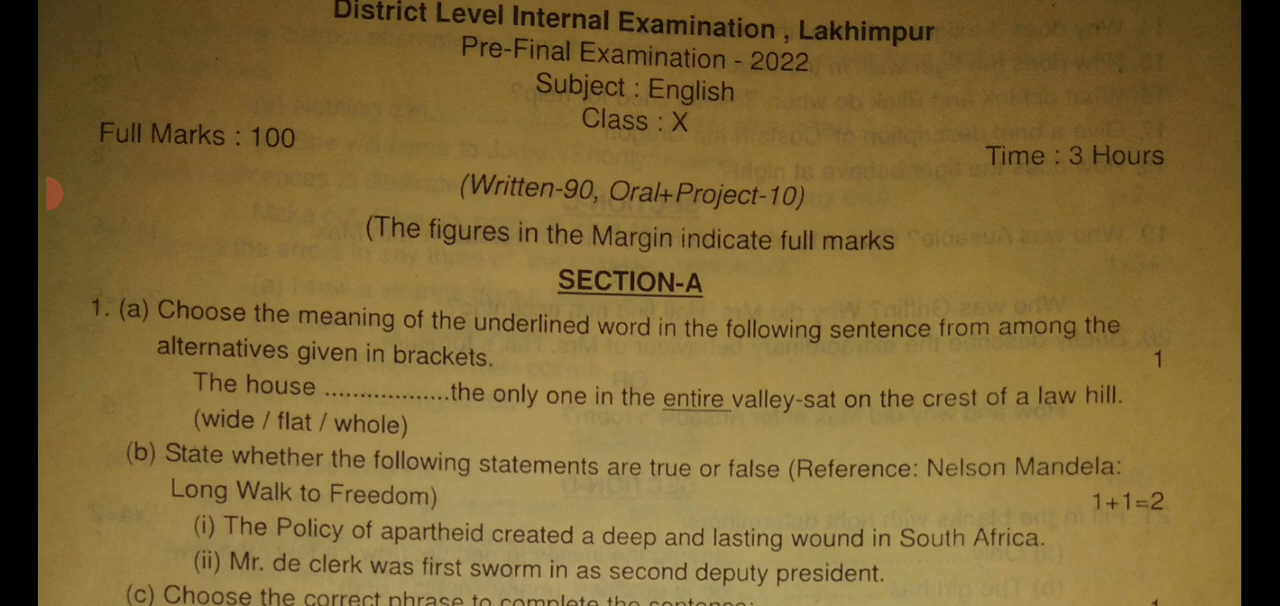 District Level Internal Examination , Lakhimpur
Pre-Final Examination - 2022
Subject : English
Class : X
Full Marks : 100
Time : 3 Hours
(Written-90, Oral+Project-10)
(The figures in the Margin indicate full marks
SECTION-A
1. (a) Choose the meaning of the underlined word in the following sentence from among the
alternatives given in brackets. 1
The house ..................the only one in the entire valley-sat on the crest of a law hill.
(wide / flat / whole)
(b) State whether the following statements are true or false (Reference: Nelson Mandela:
Long Walk to Freedom) 1+1=2
(i) The Policy of apartheid created a deep and lasting wound in South Africa.
(ii) Mr. de clerk was first sworm in as second deputy president.
(c) Choose the correct phrase to complete the sentence: 1